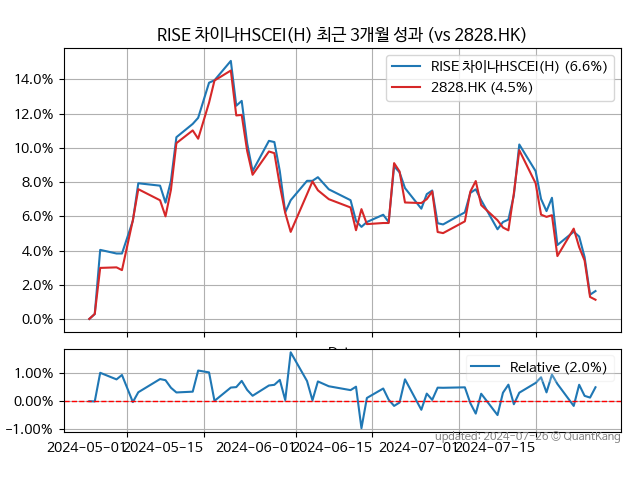 RISE 차이나HSCEI(H) 최근 3개월 성과 (vs 2828.HK)
RISE 차이나HSCEI(H) (6.6%)
2828.HK (4.5%)
14.0%
12.0%
10.0%
8.0%
6.0%
4.0%
2.0%
0.0%
Relative (2.0%)
1.00%
0.00%
−1.00%
updated: 2024-07-26 © QuantKang
2024-05-01 2024-05-15 2024-06-01 2024-06-15 2024-07-01 2024-07-15